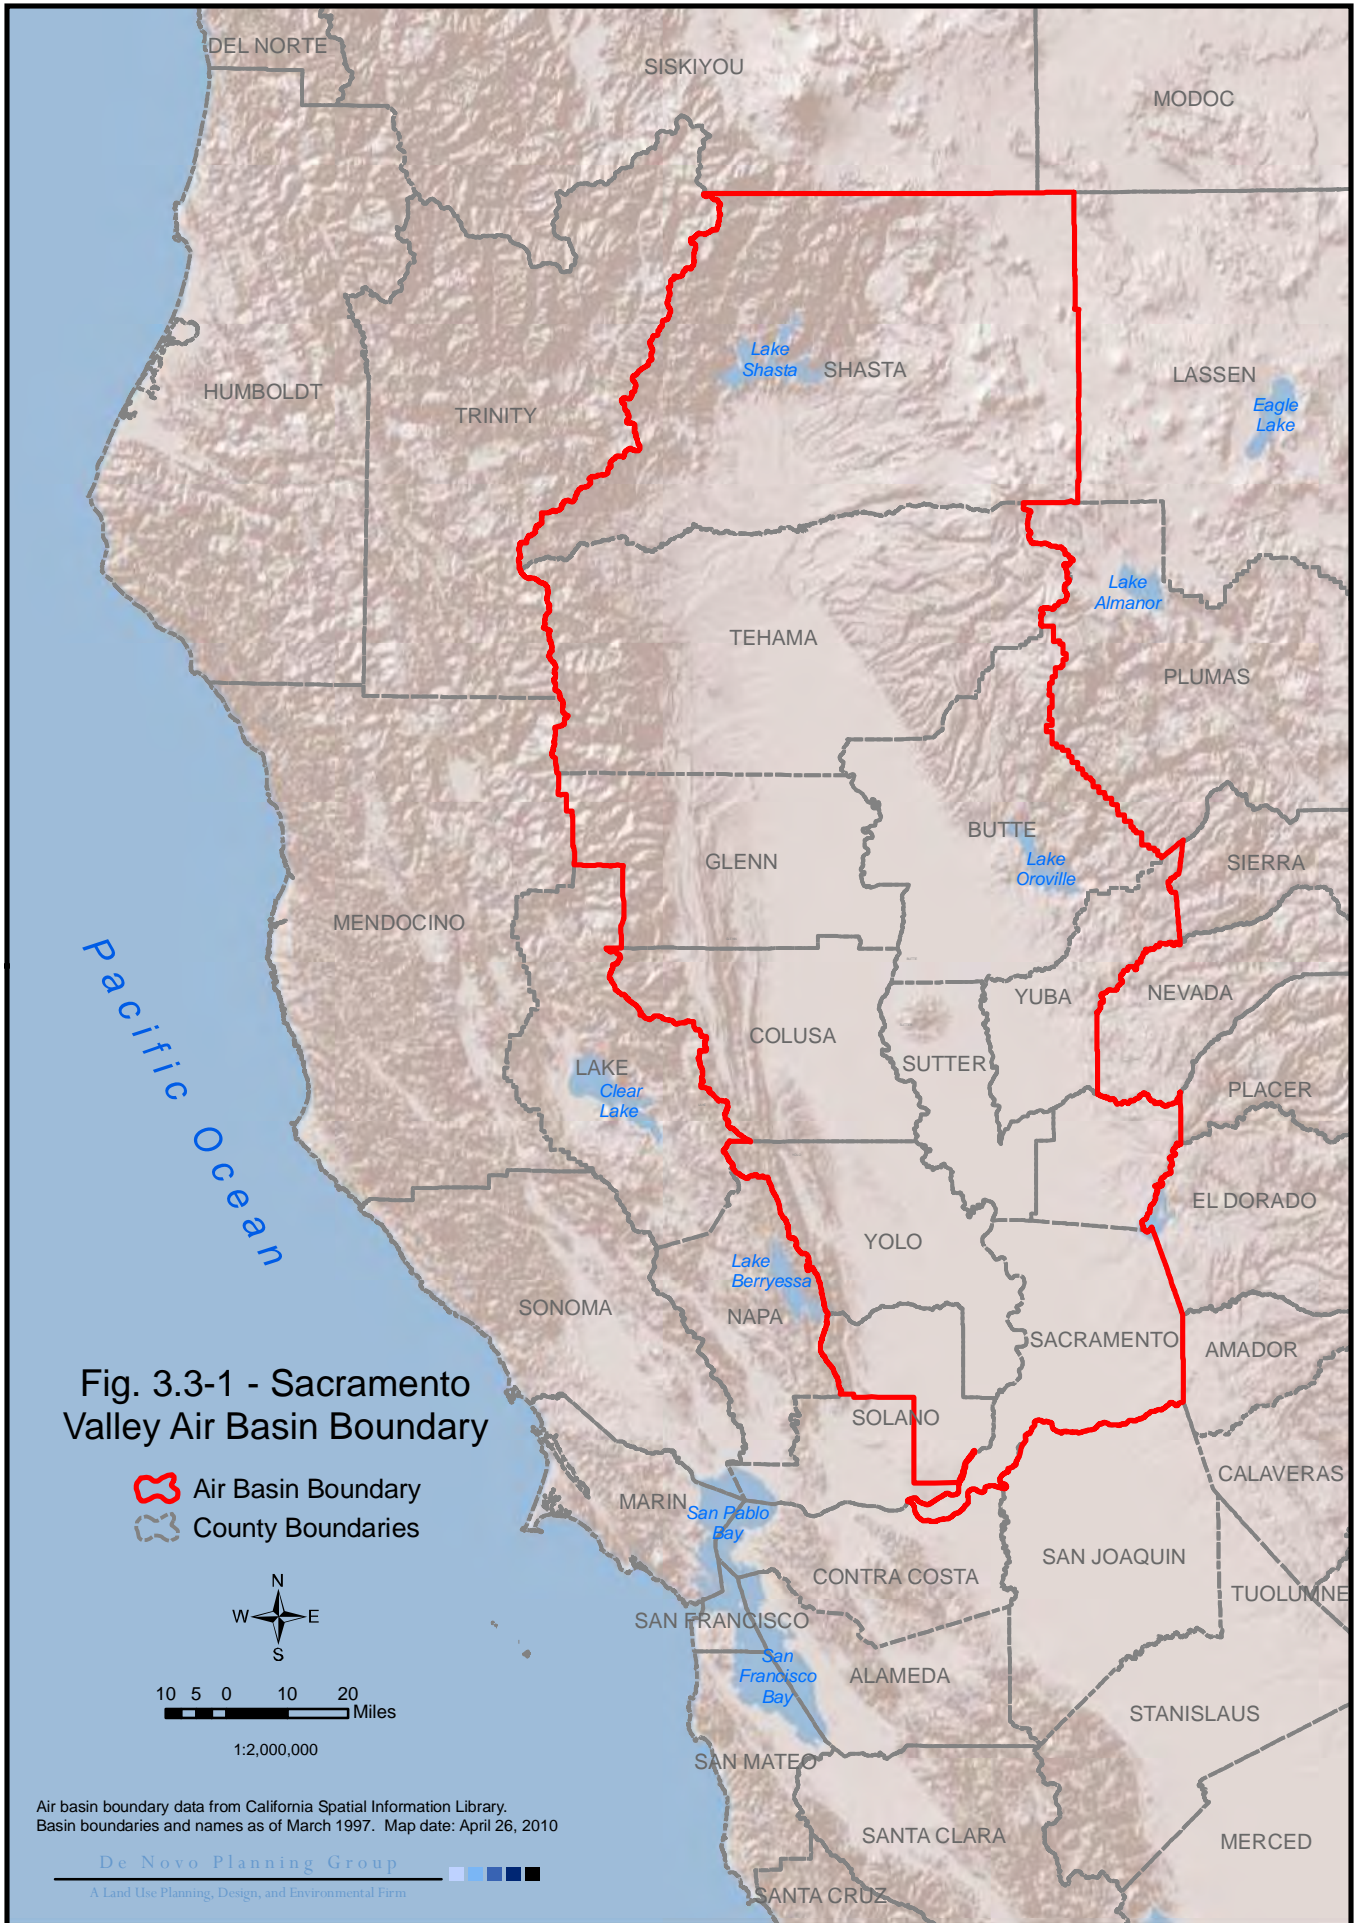 DEL NORTE
SISKIYOU
MODOC
Lake
Shasta
SHASTA
LASSEN
Eagle
Lake
HUMBOLDT
TRINITY
Lake
Almanor
TEHAMA
PLUMAS
BUTTE
Lake
Oroville
GLENN
SIERRA
MENDOCINO
Pacific Ocean
YUBA
NEVADA
COLUSA
SUTTER
LAKE
Clear
Lake
PLACER
EL DORADO
YOLO
Lake
Berryessa
SONOMA
NAPA
SACRAMENTO
AMADOR
Fig. 3.3-1 - Sacramento
Valley Air Basin Boundary
SOLANO
CALAVERAS
Air Basin Boundary
County Boundaries
MARIN
San Pablo
Bay
SAN JOAQUIN
CONTRA COSTA
TUOLUMNE
N
W E
S
SAN FRANCISCO
San
Francisco
Bay
ALAMEDA
10 5 0 10 20
Miles
1:2,000,000
STANISLAUS
SAN MATEO
Air basin boundary data from California Spatial Information Library.
Basin boundaries and names as of March 1997. Map date: April 26, 2010
SANTA CLARA
MERCED
De Novo Planning Group
A Land Use Planning, Design, and Environmental Firm
SANTA CRUZ